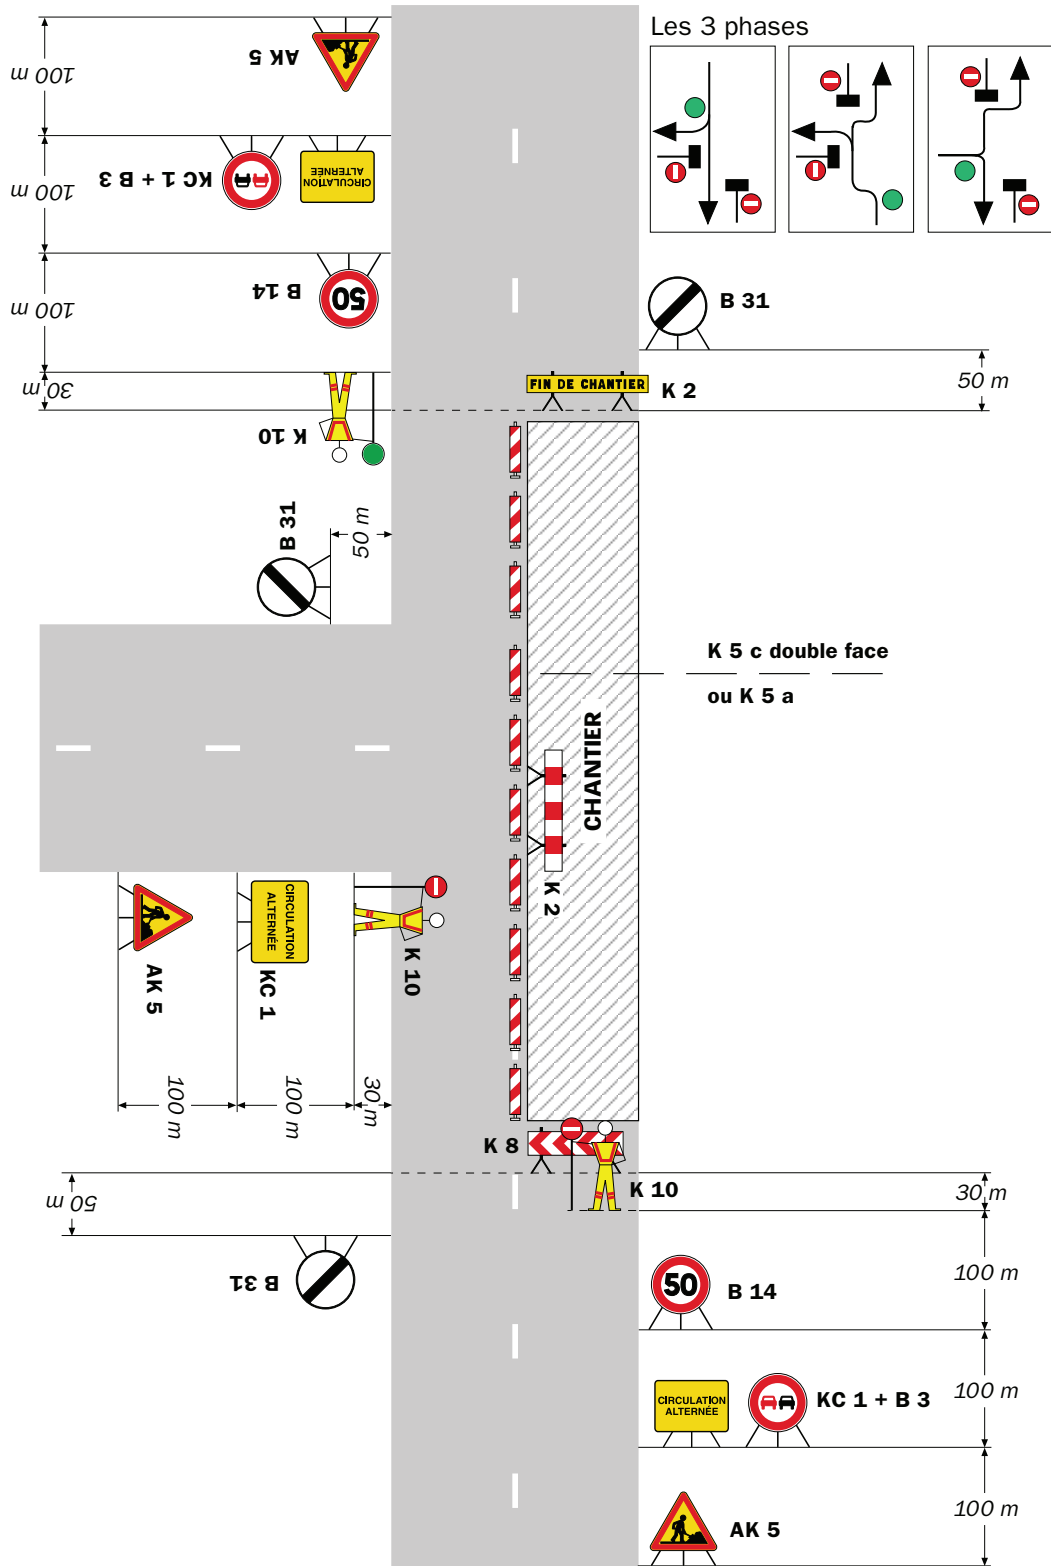 Les 3 phases
AK 5
100 m
CIRCULATION
ALTERNÉE
KC 1 + B 3
100 m
50
B 14
100 m
B 31
50 m
30 m
FIN DE CHANTIER
K 2
K 10
B 31
50 m
K 5 c double face
ou K 5 a
CHANTIER
K 2
AK 5
CIRCULATION
ALTERNÉE
KC 1
K 10
100 m
100 m
30 m
K 8
K 10
30 m
50 m
B 31
50
B 14
100 m
CIRCULATION
ALTERNÉE
KC 1 + B 3
100 m
AK 5
100 m